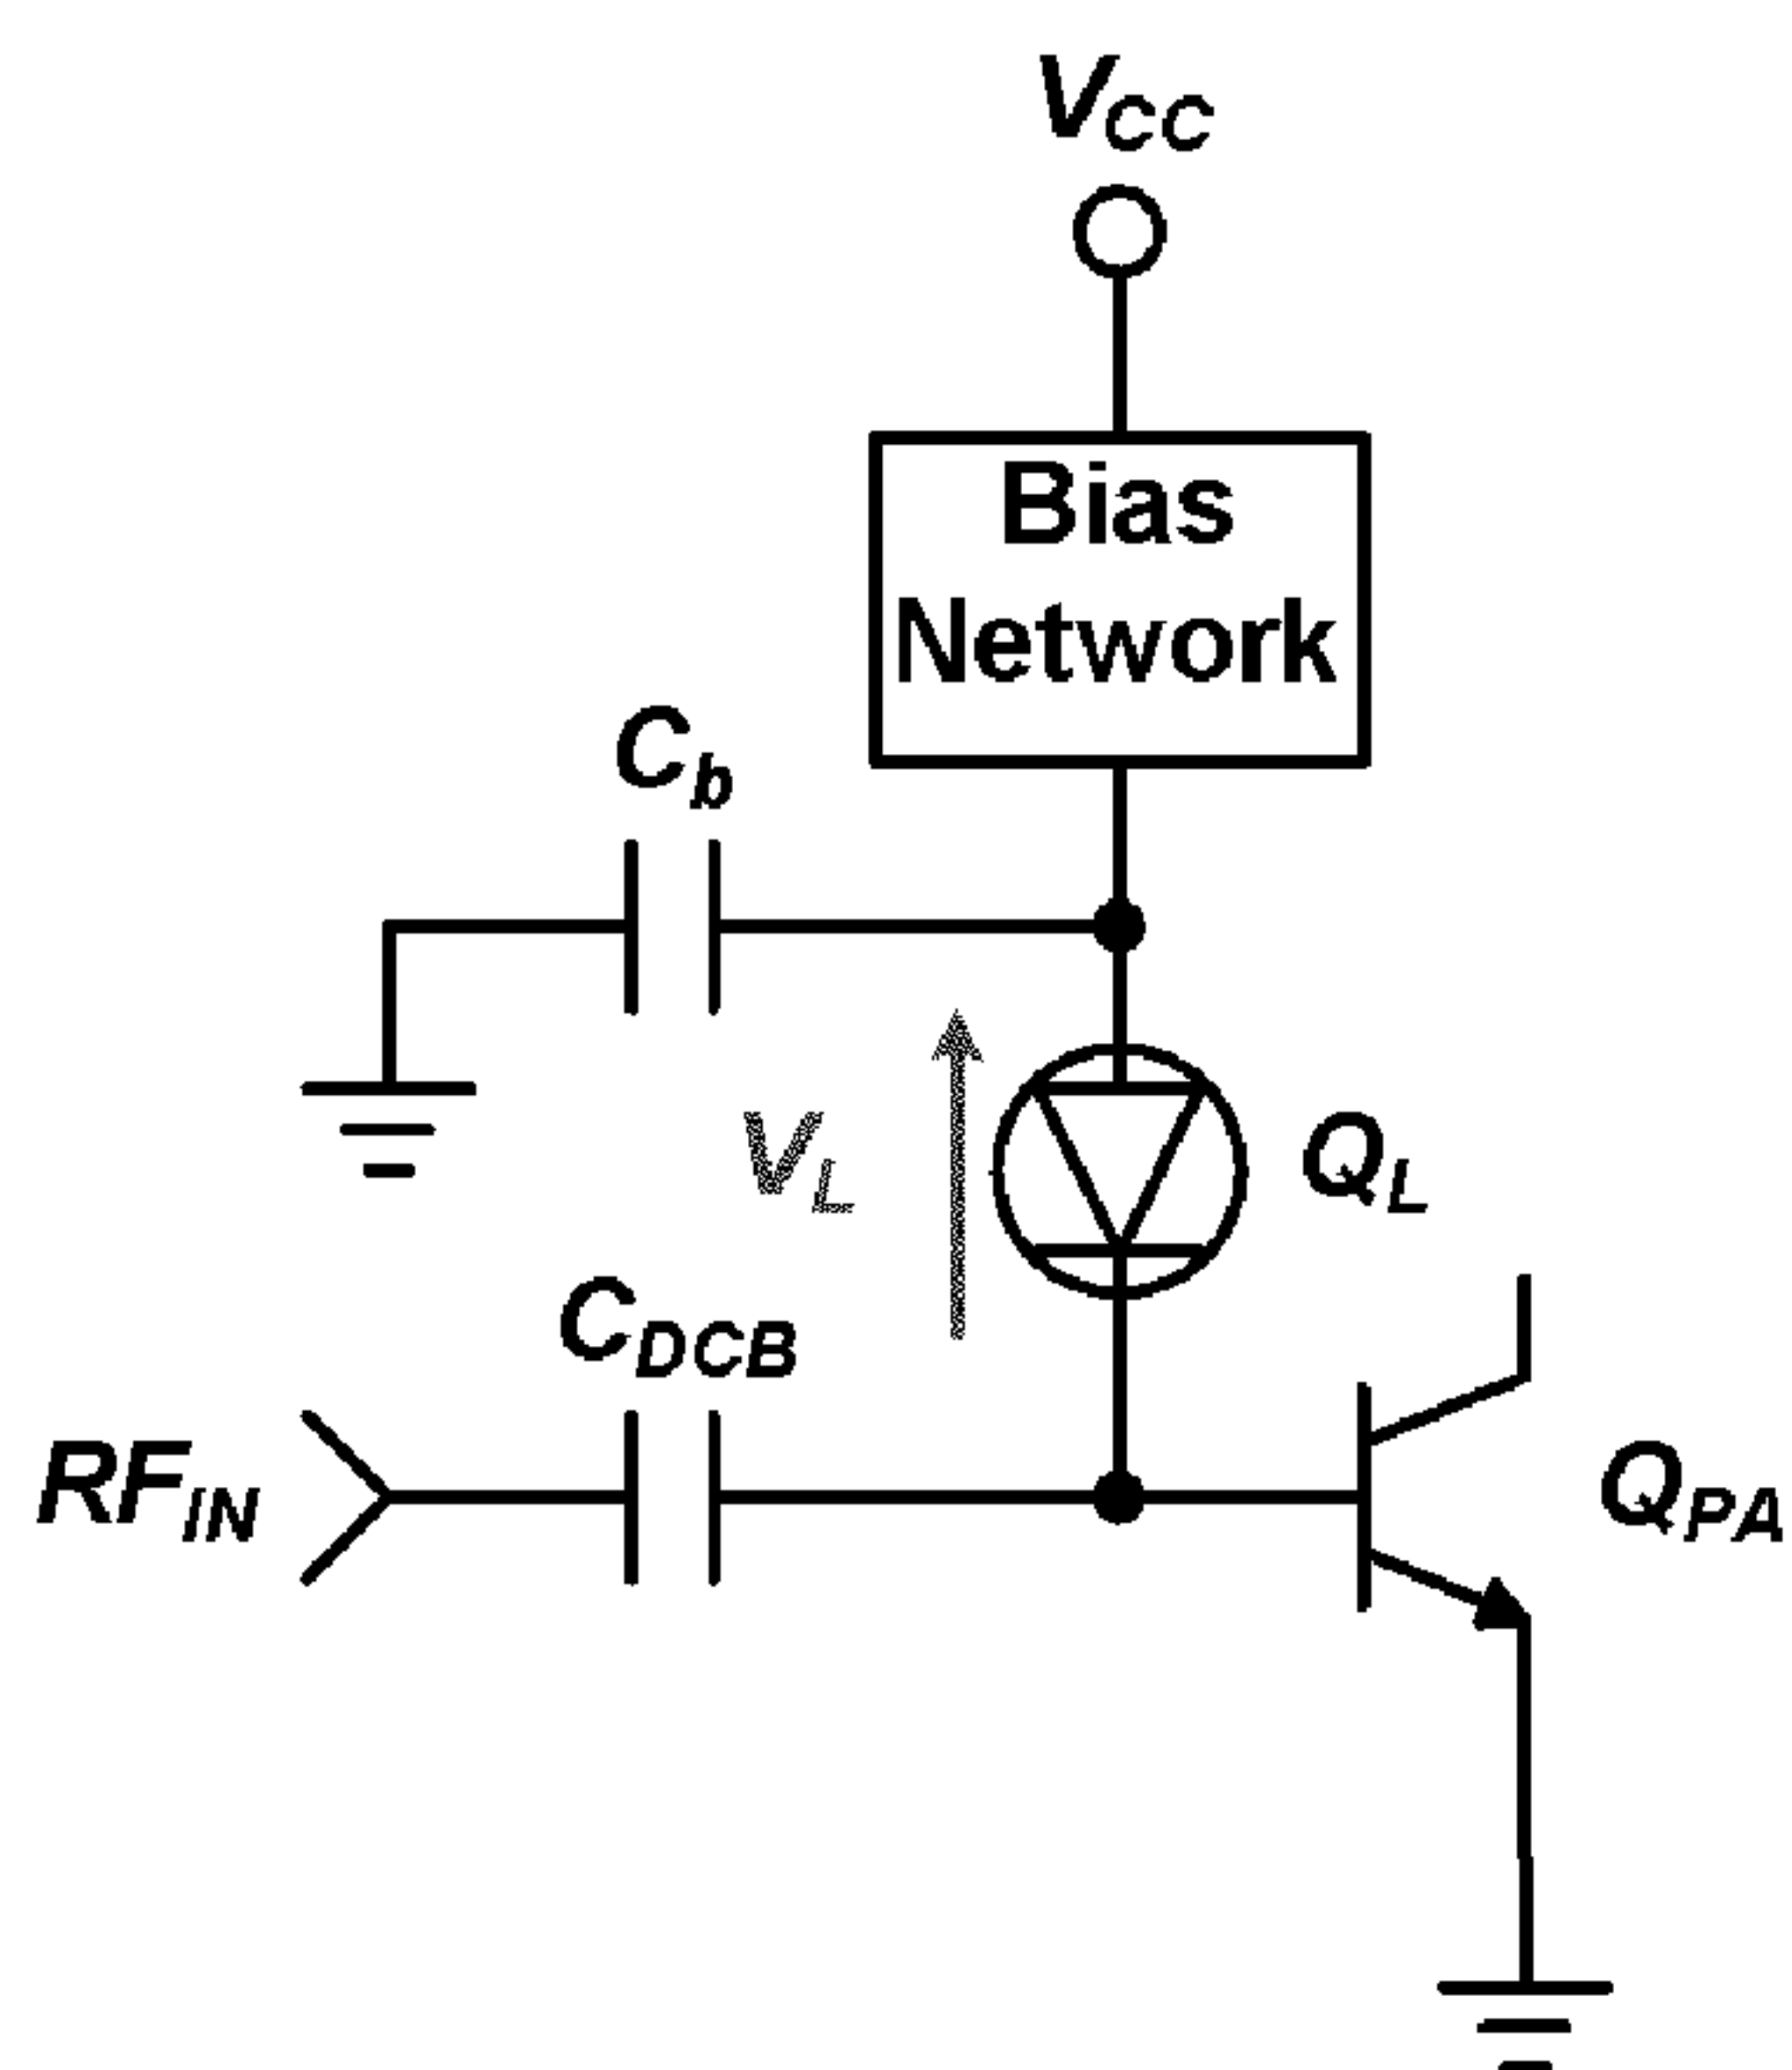 VCC
Bias
Network
Cb
VL
QL
CDCB
RFIN
QPA